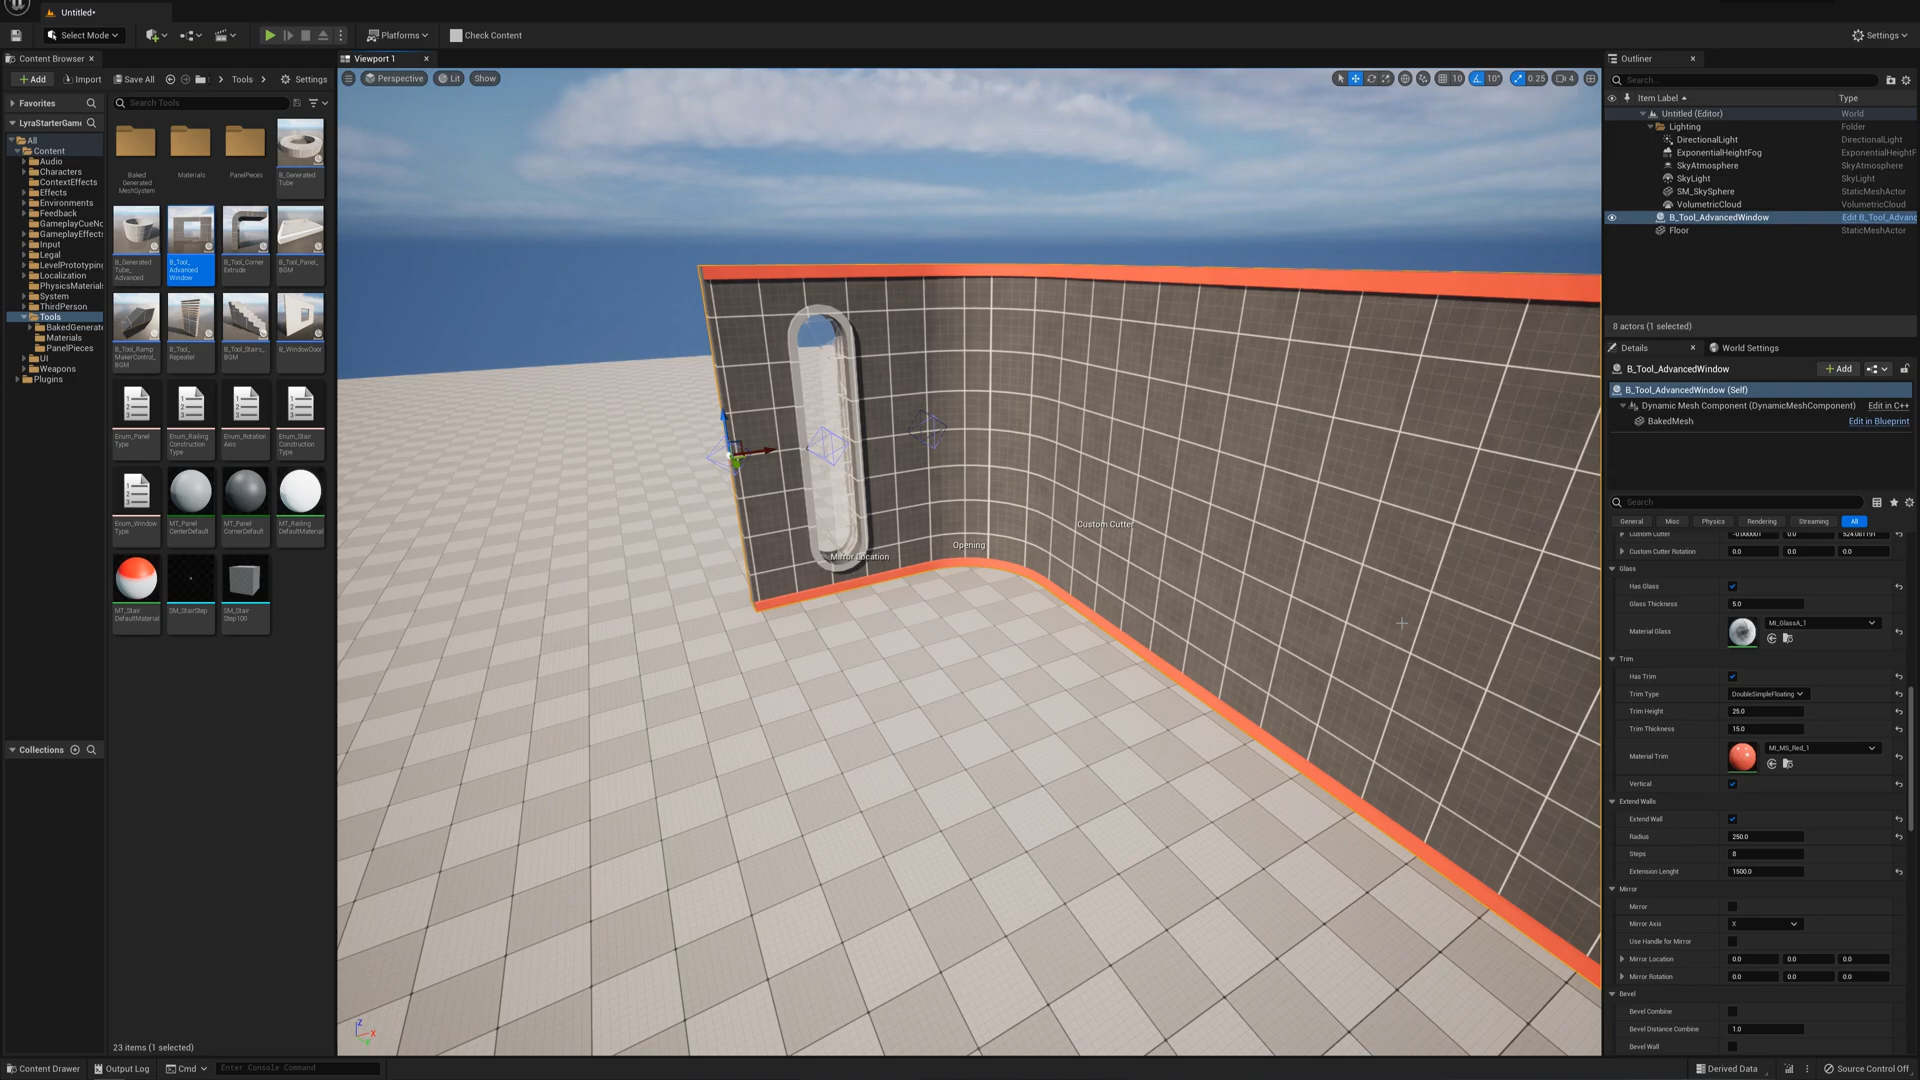 Untitled•
Select Mode
Platforms
Check Content
Settings
Content Browser
Add
Import
Save All
Tools
Settings
Favorites
Search Tools
LyraStarterGame
All
Content
Audio
Characters
ContextEffects
Effects
Environments
Feedback
GameplayCueNo
GameplayEffects
Input
Legal
LevelPrototyping
Localization
PhysicsMaterials
System
ThirdPerson
Tools
BakedGenerate
Materials
PanelPieces
UI
Weapons
Plugins
Collections
Baked
Generated
MeshSystem
Materials
PanelPieces
B_Generated
Tube
B_Generated
Tube_
Advanced
B_Tool_
Advanced
Window
B_Tool_Corner
Extrude
B_Tool_Panel_
BGM
B_Tool_Ramp
MakerControl_
BGM
B_Tool_
Repeater
B_Tool_Stairs_
BGM
B_WindowDoor
Enum_Panel
Type
Enum_Railing
Construction
Type
Enum_Rotation
Axis
Enum_Stair
Construction
Type
Enum_Window
Type
MT_Panel
CenterDefault
MT_Panel
CornerDefault
MT_Railing
DefaultMaterial
MT_Stair
DefaultMaterial
SM_StairStep
SM_Stair
Step100
23 items (1 selected)
Viewport 1
Perspective
Lit
Show
10
10°
0.25
4
Custom Cutter
Opening
Mirror Location
Z
X
Y
Outliner
Search...
Item Label
Type
Untitled (Editor)
World
Lighting
Folder
DirectionalLight
DirectionalLight
ExponentialHeightFog
ExponentialHeightF
SkyAtmosphere
SkyAtmosphere
SkyLight
SkyLight
SM_SkySphere
StaticMeshActor
VolumetricCloud
VolumetricCloud
B_Tool_AdvancedWindow
Edit B_Tool_Advanc
Floor
StaticMeshActor
8 actors (1 selected)
Details
World Settings
B_Tool_AdvancedWindow
Add
B_Tool_AdvancedWindow (Self)
Dynamic Mesh Component (DynamicMeshComponent)
Edit in C++
BakedMesh
Edit in Blueprint
Search
General
Misc
Physics
Rendering
Streaming
All
Custom Cutter
-0.000001
0.0
524.081191
Custom Cutter Rotation
0.0
0.0
0.0
Glass
Has Glass
Glass Thickness
5.0
Material Glass
MI_GlassA_1
Trim
Has Trim
Trim Type
DoubleSimpleFloating
Trim Height
25.0
Trim Thickness
15.0
Material Trim
MI_MS_Red_1
Vertical
Extend Walls
Extend Wall
Radius
250.0
Steps
8
Extension Lenght
1500.0
Mirror
Mirror
Mirror Axis
X
Use Handle for Mirror
Mirror Location
0.0
0.0
0.0
Mirror Rotation
0.0
0.0
0.0
Bevel
Bevel Combine
Bevel Distance Combine
1.0
Bevel Wall
Content Drawer
Output Log
Cmd
Enter Console Command
Derived Data
Source Control Off